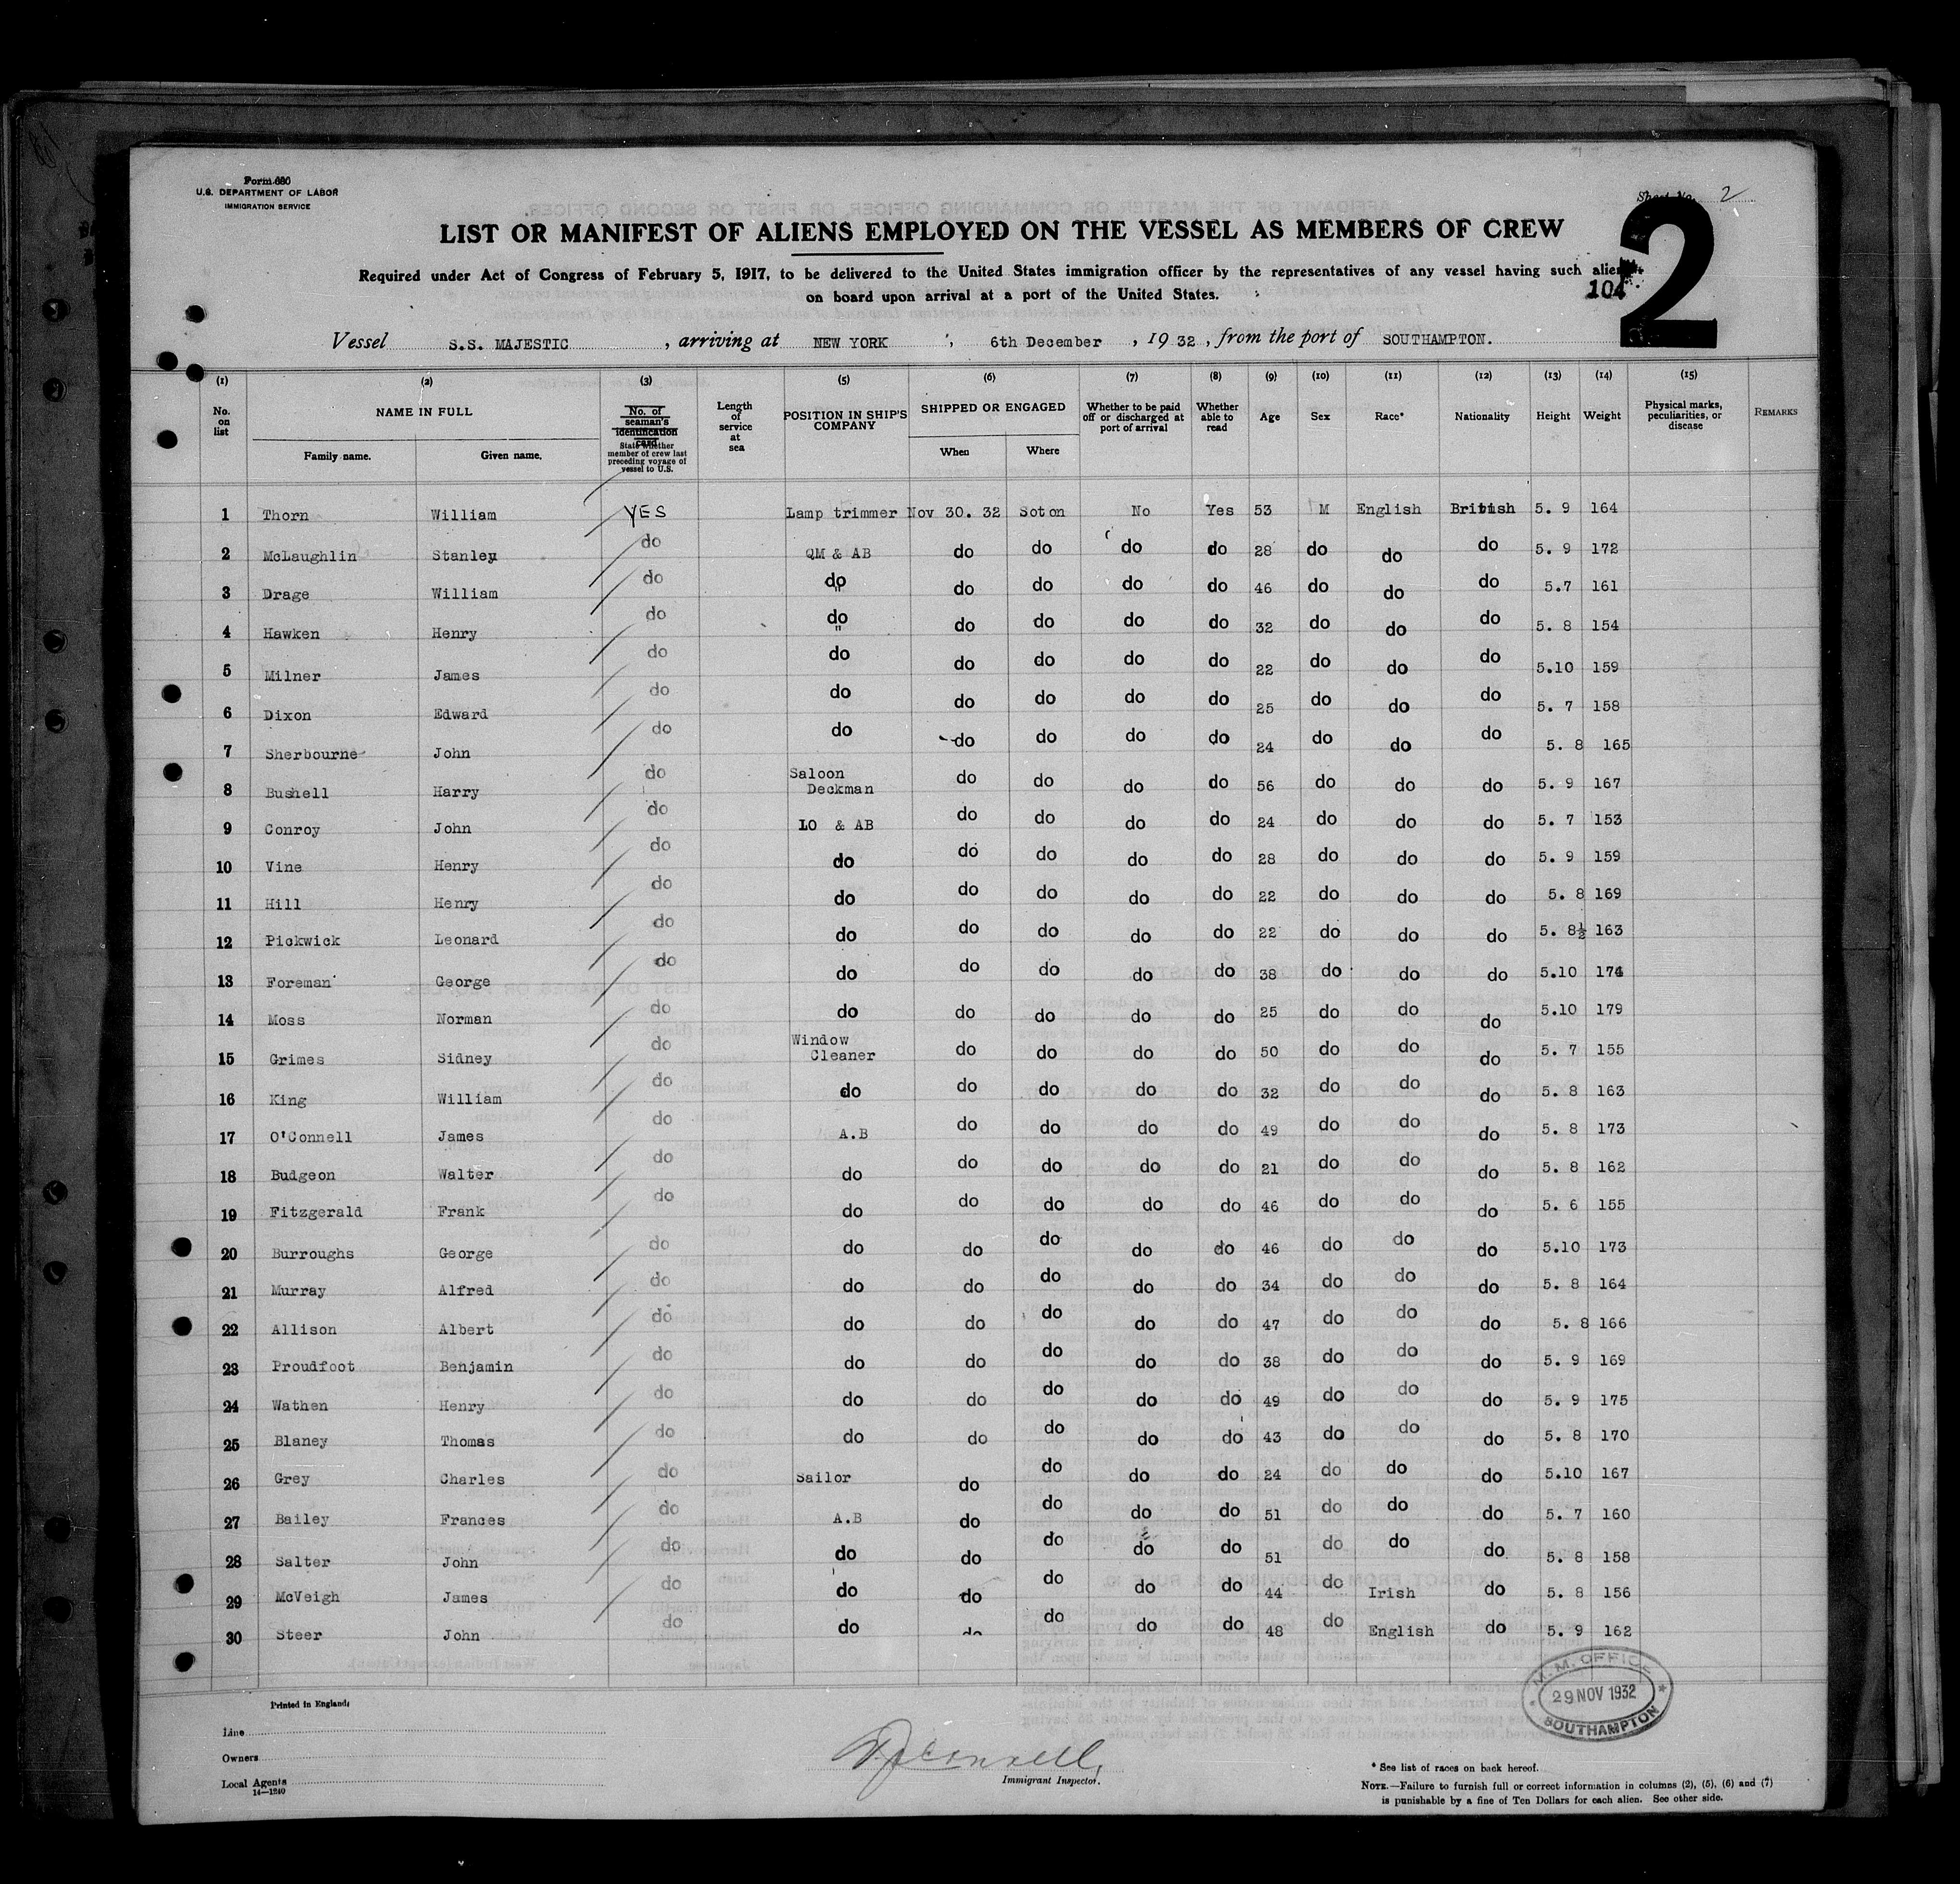 Form 680
U.S. DEPARTMENT OF LABOR
IMMIGRATION SERVICE
Sheet No. 2
2
LIST OR MANIFEST OF ALIENS EMPLOYED ON THE VESSEL AS MEMBERS OF CREW
Required under Act of Congress of February 5, 1917, to be delivered to the United States immigration officer by the representatives of any vessel having such aliens
on board upon arrival at a port of the United States.
104
Vessel S.S. MAJESTIC, arriving at NEW YORK, 6th December, 1932, from the port of SOUTHAMPTON.
(1) (2) (3) (5) (6) (7) (8) (9) (10) (11) (12) (13) (14) (15)
No. on list NAME IN FULL Family name. Given name. No. of seaman's identification card State whether member of crew last preceding voyage of vessel to U.S. Length of service at sea POSITION IN SHIP'S COMPANY SHIPPED OR ENGAGED When Where Whether to be paid off or discharged at port of arrival Whether able to read Age Sex Race* Nationality Height Weight Physical marks, peculiarities, or disease REMARKS
1 Thorn William YES Lamp trimmer Nov 30. 32 Soton No Yes 53 M English British 5. 9 164
2 McLaughlin Stanley do QM & AB do do do do 28 do do do 5. 9 172
3 Drage William do do " do do do do 46 do do do 5.7 161
4 Hawken Henry do do " do do do do 32 do do do 5. 8 154
5 Milner James do do do do do do 22 do do do 5.10 159
6 Dixon Edward do do do do do do 25 do do do 5. 7 158
7 Sherbourne John do do do do do do 24 do do do 5. 8 165
8 Bushell Harry do Saloon Deckman do do do do 56 do do do 5. 9 167
9 Conroy John do LO & AB do do do do 24 do do do 5. 7 153
10 Vine Henry do do do do do do 28 do do do 5. 9 159
11 Hill Henry do do do do do do 22 do do do 5. 8 169
12 Pickwick Leonard do do do do do do 22 do do do 5. 8½ 163
13 Foreman George do do do do do do 38 do do do 5.10 174
14 Moss Norman do do do do do do 25 do do do 5.10 179
15 Grimes Sidney do Window Cleaner do do do do 50 do do do 5. 7 155
16 King William do do do do do do 32 do do do 5. 8 163
17 O'Connell James do A.B do do do do 49 do do do 5. 8 173
18 Budgeon Walter do do do do do do 21 do do do 5. 8 162
19 Fitzgerald Frank do do do do do do 46 do do do 5. 6 155
20 Burroughs George do do do do do do 46 do do do 5.10 173
21 Murray Alfred do do do do do do 34 do do do 5. 8 164
22 Allison Albert do do do do do do 47 do do do 5. 8 166
23 Proudfoot Benjamin do do do do do do 38 do do do 5. 9 169
24 Wathen Henry do do do do do do 49 do do do 5. 9 175
25 Blaney Thomas do do do do do do 43 do do do 5. 8 170
26 Grey Charles do Sailor do do do do 24 do do do 5.10 167
27 Bailey Frances do A.B do do do do 51 do do do 5. 7 160
28 Salter John do do do do do do 51 do do do 5. 8 158
29 McVeigh James do do do do do do 44 do Irish do 5. 8 156
30 Steer John do do do do do do 48 do English do 5. 9 162
M.M. OFFICE
29 NOV 1932
SOUTHAMPTON
Printed in England
Line
Owners
Local Agents
14—1240
Immigrant Inspector.
* See list of races on back hereof.
NOTE.—Failure to furnish full or correct information in columns (2), (5), (6) and (7)
is punishable by a fine of Ten Dollars for each alien. See other side.